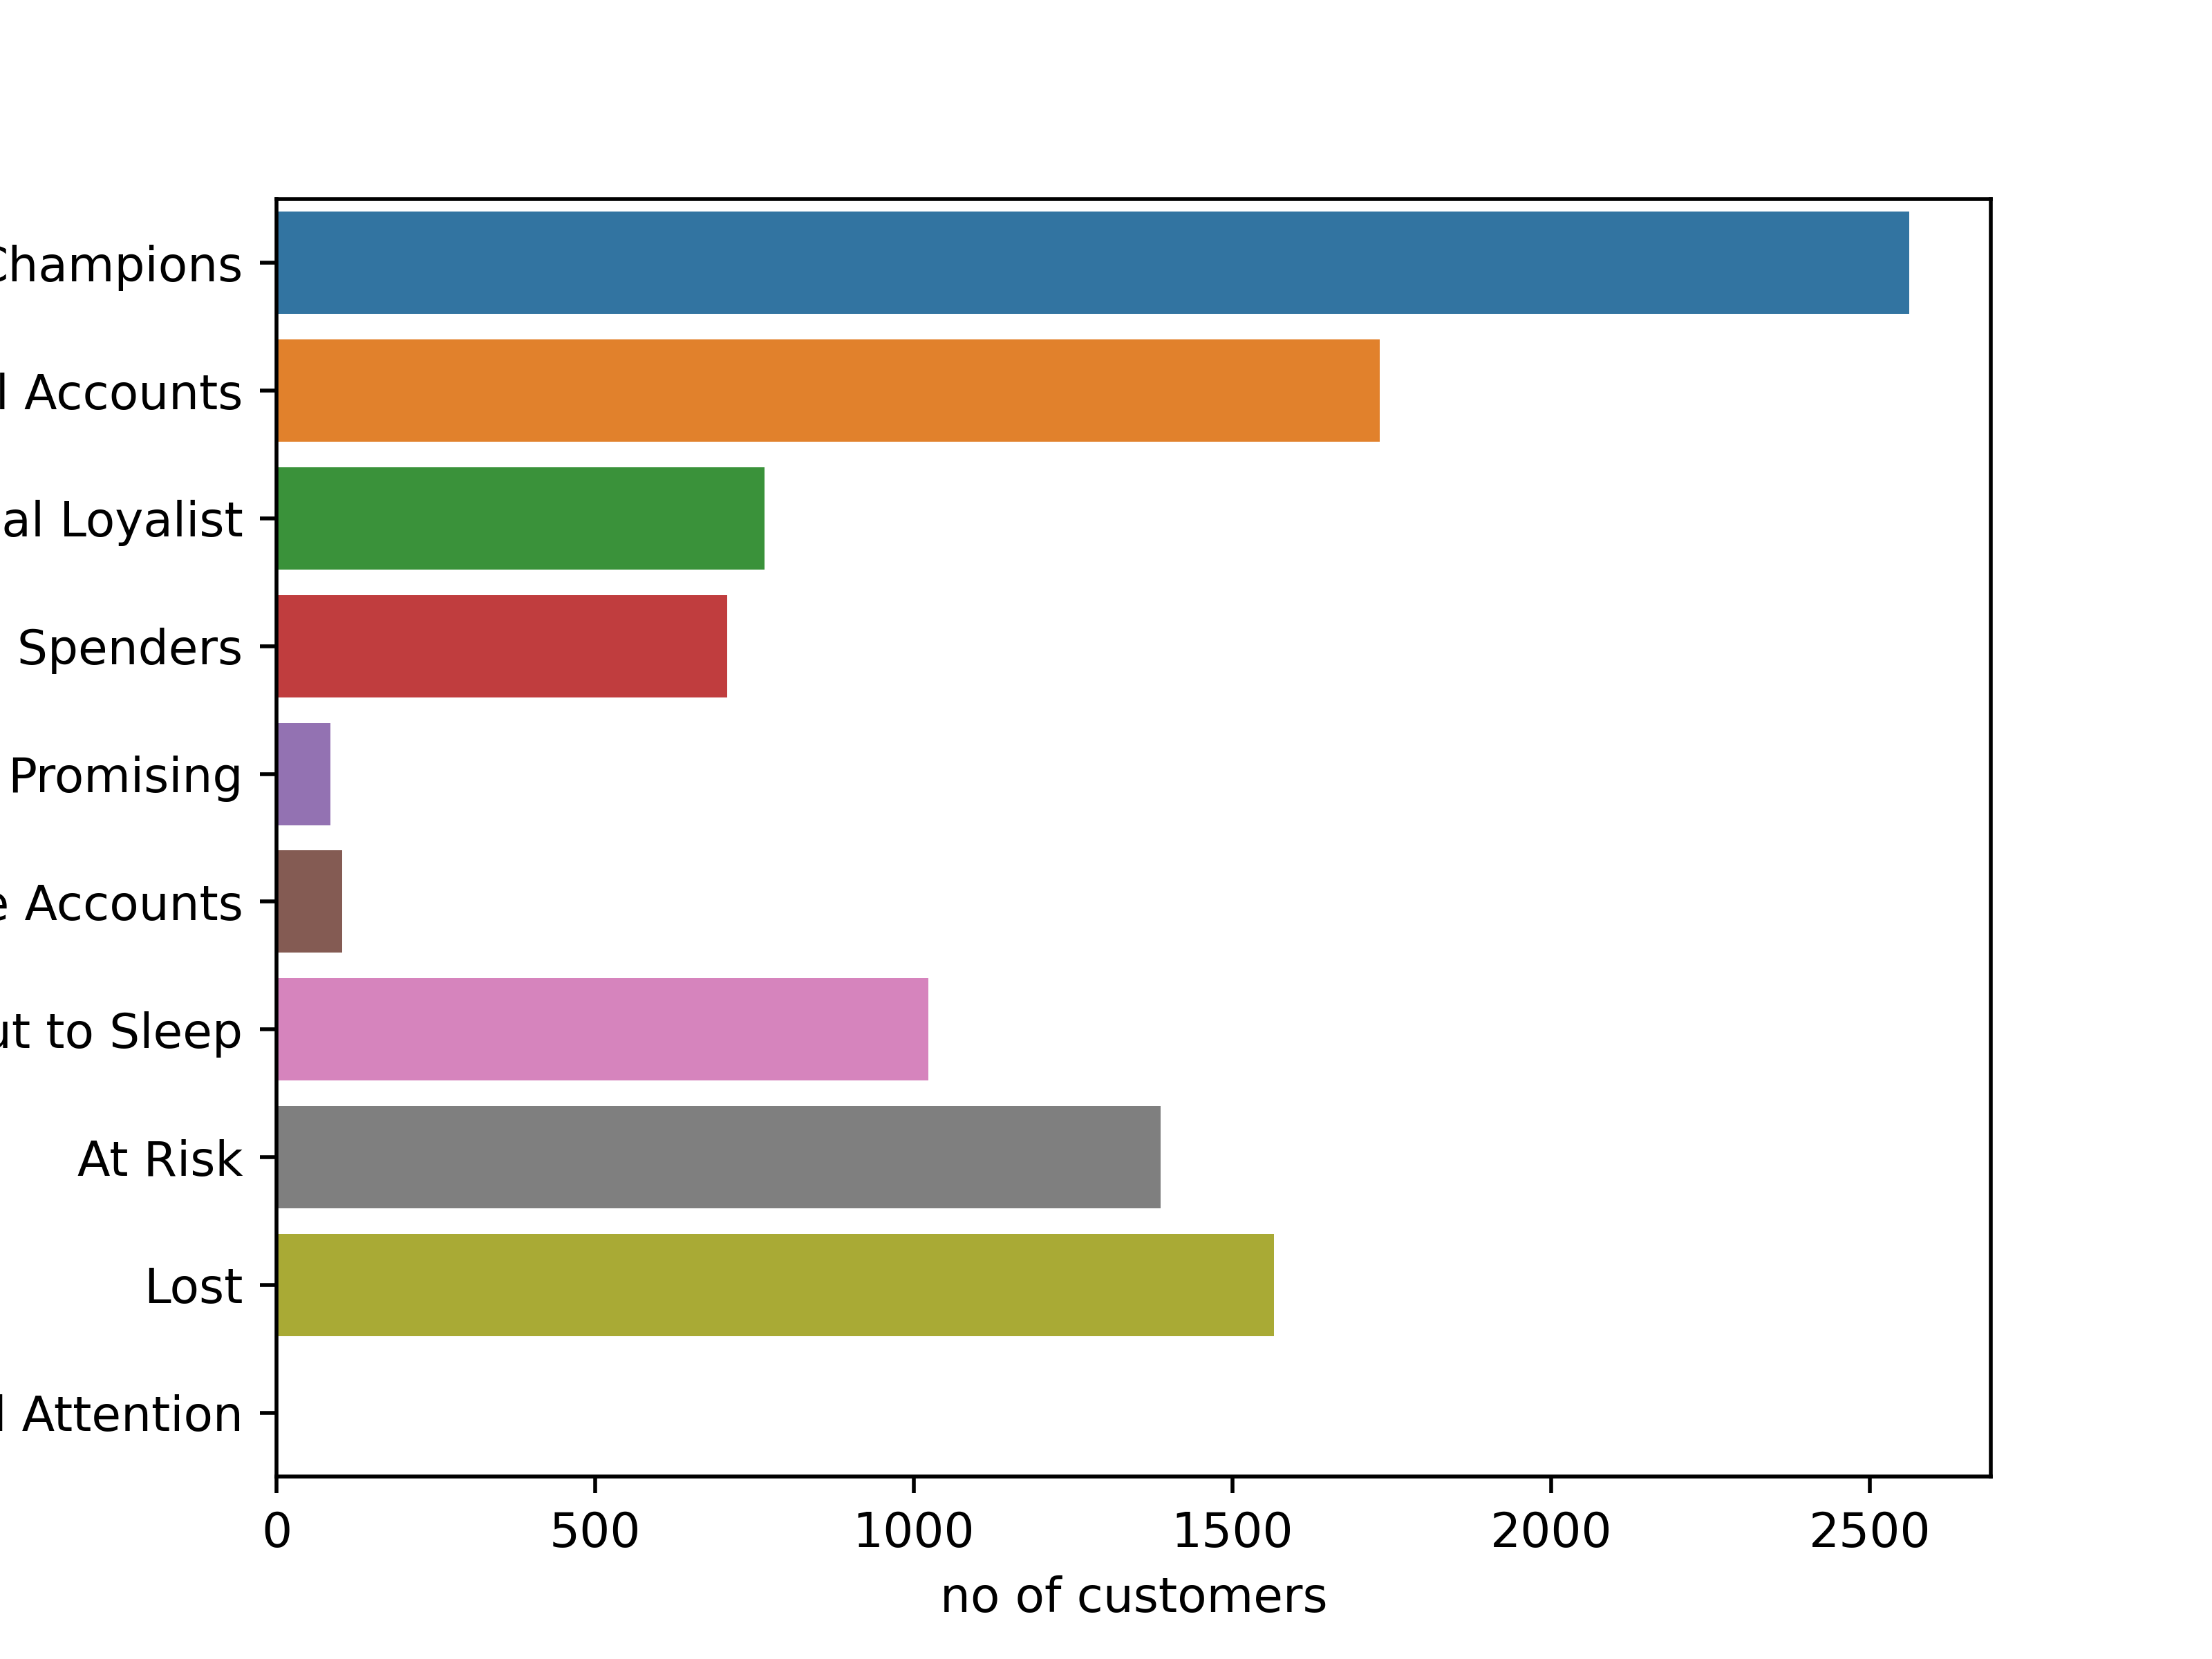 Champions
Accounts
al Loyalist
Spenders
Promising
e Accounts
ut to Sleep
At Risk
Lost
Attention
0 500 1000 1500 2000 2500
no of customers